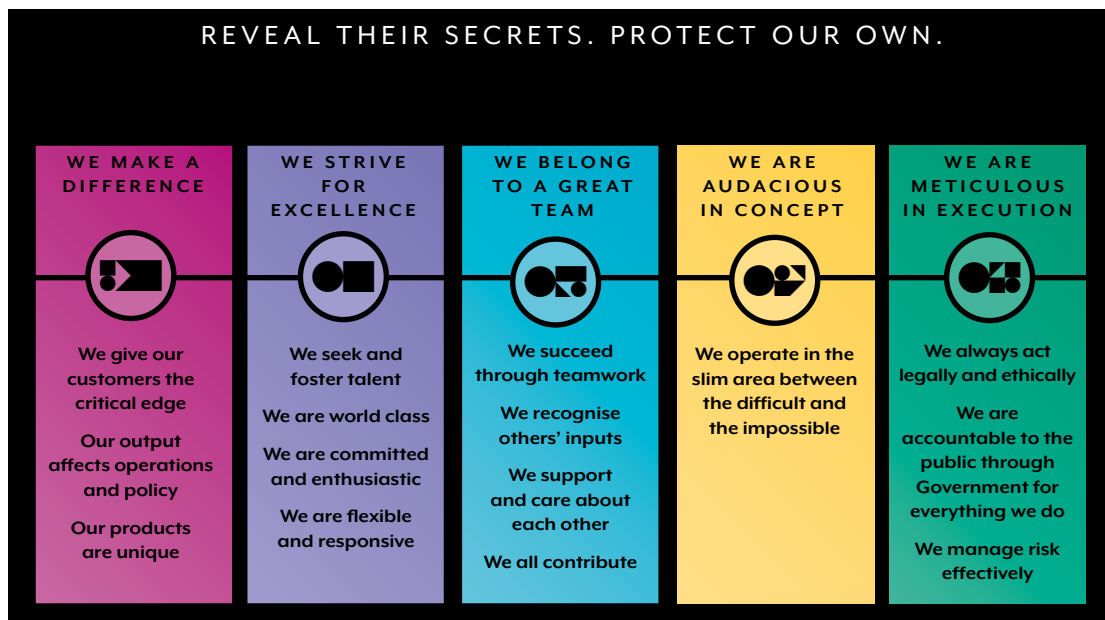 REVEAL THEIR SECRETS. PROTECT OUR OWN.
WE MAKE A
DIFFERENCE
We give our
customers the
critical edge
Our output
affects operations
and policy
Our products
are unique
WE STRIVE
FOR
EXCELLENCE
We seek and
foster talent
We are world class
We are committed
and enthusiastic
We are flexible
and responsive
WE BELONG
TO A GREAT
TEAM
We succeed
through teamwork
We recognise
others’ inputs
We support
and care about
each other
We all contribute
WE ARE
AUDACIOUS
IN CONCEPT
We operate in the
slim area between
the difficult and
the impossible
WE ARE
METICULOUS
IN EXECUTION
We always act
legally and ethically
We are
accountable to the
public through
Government for
everything we do
We manage risk
effectively